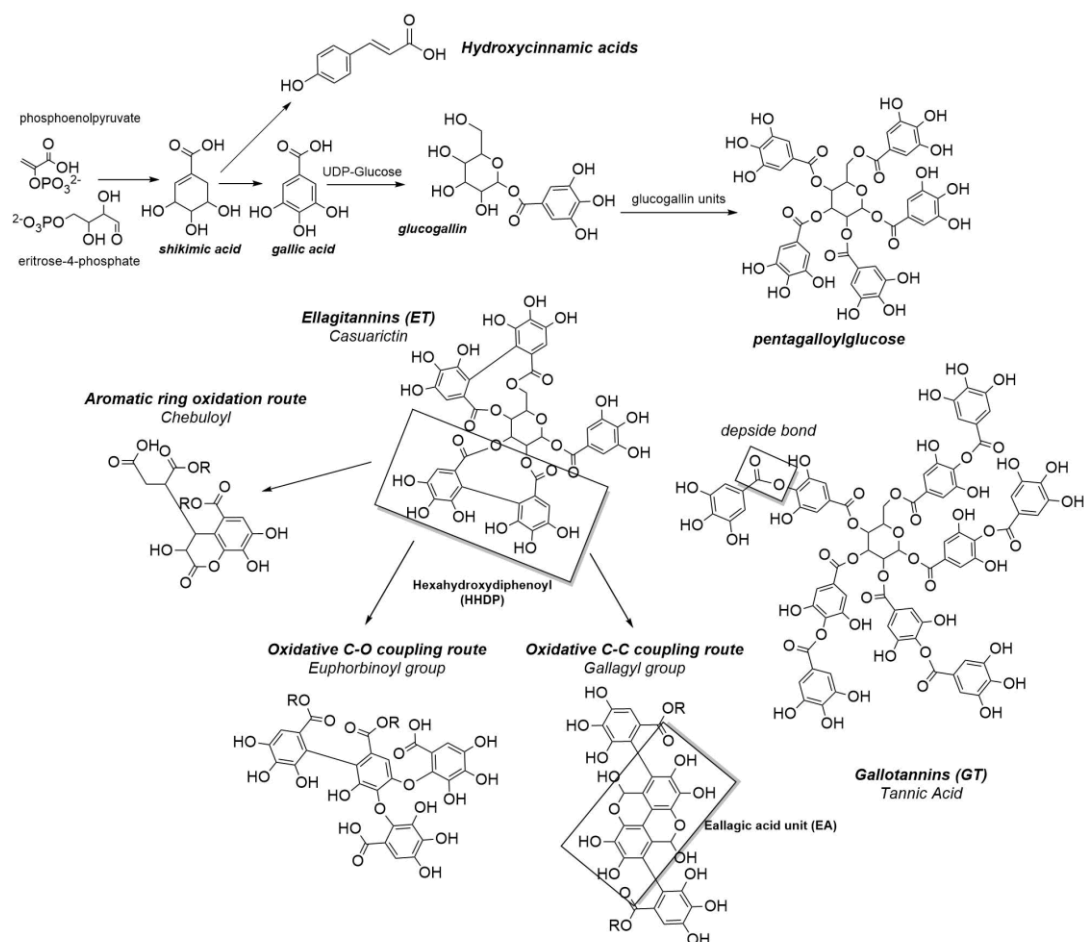 Hydroxycinnamic acids
phosphoenolpyruvate
UDP-Glucose
glucogallin units
shikimic acid
gallic acid
glucogallin
eritrose-4-phosphate
pentagalloylglucose
Ellagitannins (ET)
Casuarictin
Aromatic ring oxidation route
Chebuloyl
depside bond
Hexahydroxydiphenoyl
(HHDP)
Oxidative C-O coupling route
Euphorbinoyl group
Oxidative C-C coupling route
Gallagyl group
Gallotannins (GT)
Tannic Acid
Eallagic acid unit (EA)